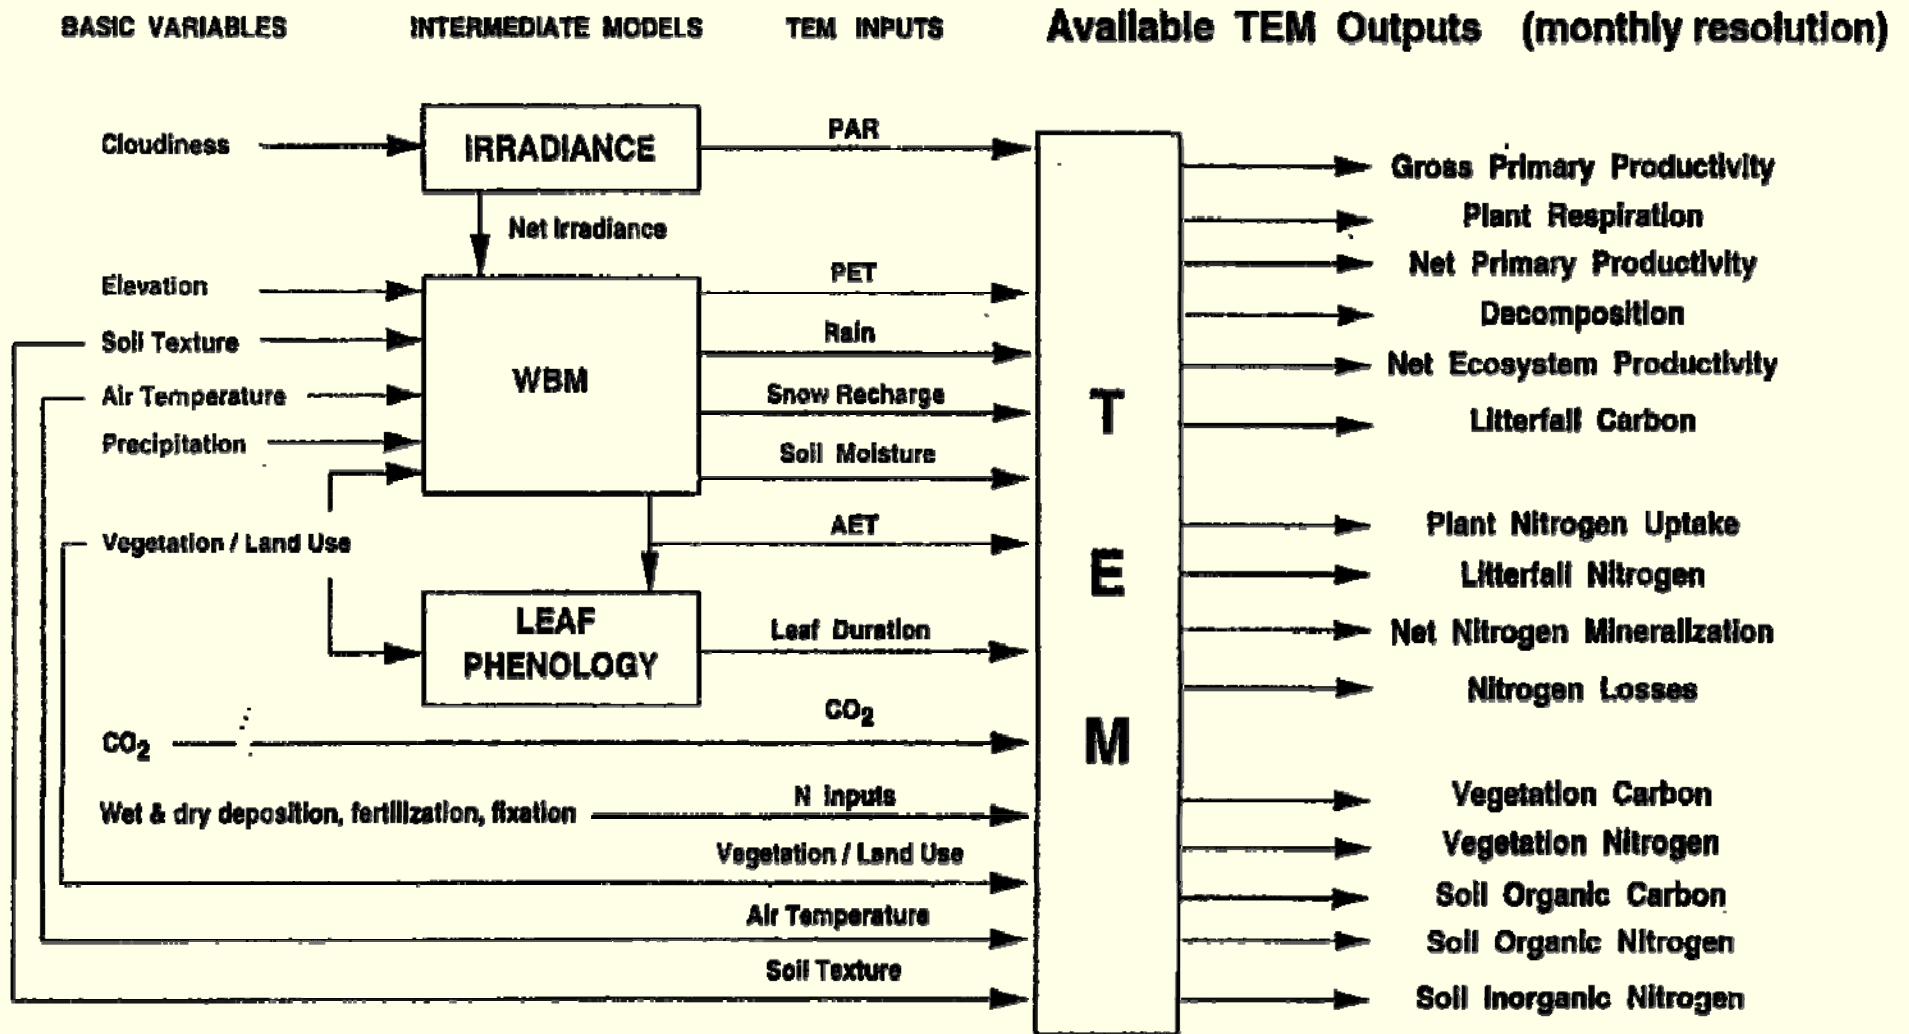 BASIC VARIABLES
INTERMEDIATE MODELS
TEM INPUTS
Available TEM Outputs (monthly resolution)
Cloudiness
IRRADIANCE
PAR
Net Irradiance
Elevation
Soil Texture
Air Temperature
Precipitation
Vegetation / Land Use
WBM
PET
Rain
Snow Recharge
Soil Moisture
AET
LEAF
PHENOLOGY
Leaf Duration
CO2
CO2
Wet & dry deposition, fertilization, fixation
N inputs
Vegetation / Land Use
Air Temperature
Soil Texture
T
E
M
Gross Primary Productivity
Plant Respiration
Net Primary Productivity
Decomposition
Net Ecosystem Productivity
Litterfall Carbon
Plant Nitrogen Uptake
Litterfall Nitrogen
Net Nitrogen Mineralization
Nitrogen Losses
Vegetation Carbon
Vegetation Nitrogen
Soil Organic Carbon
Soil Organic Nitrogen
Soil Inorganic Nitrogen